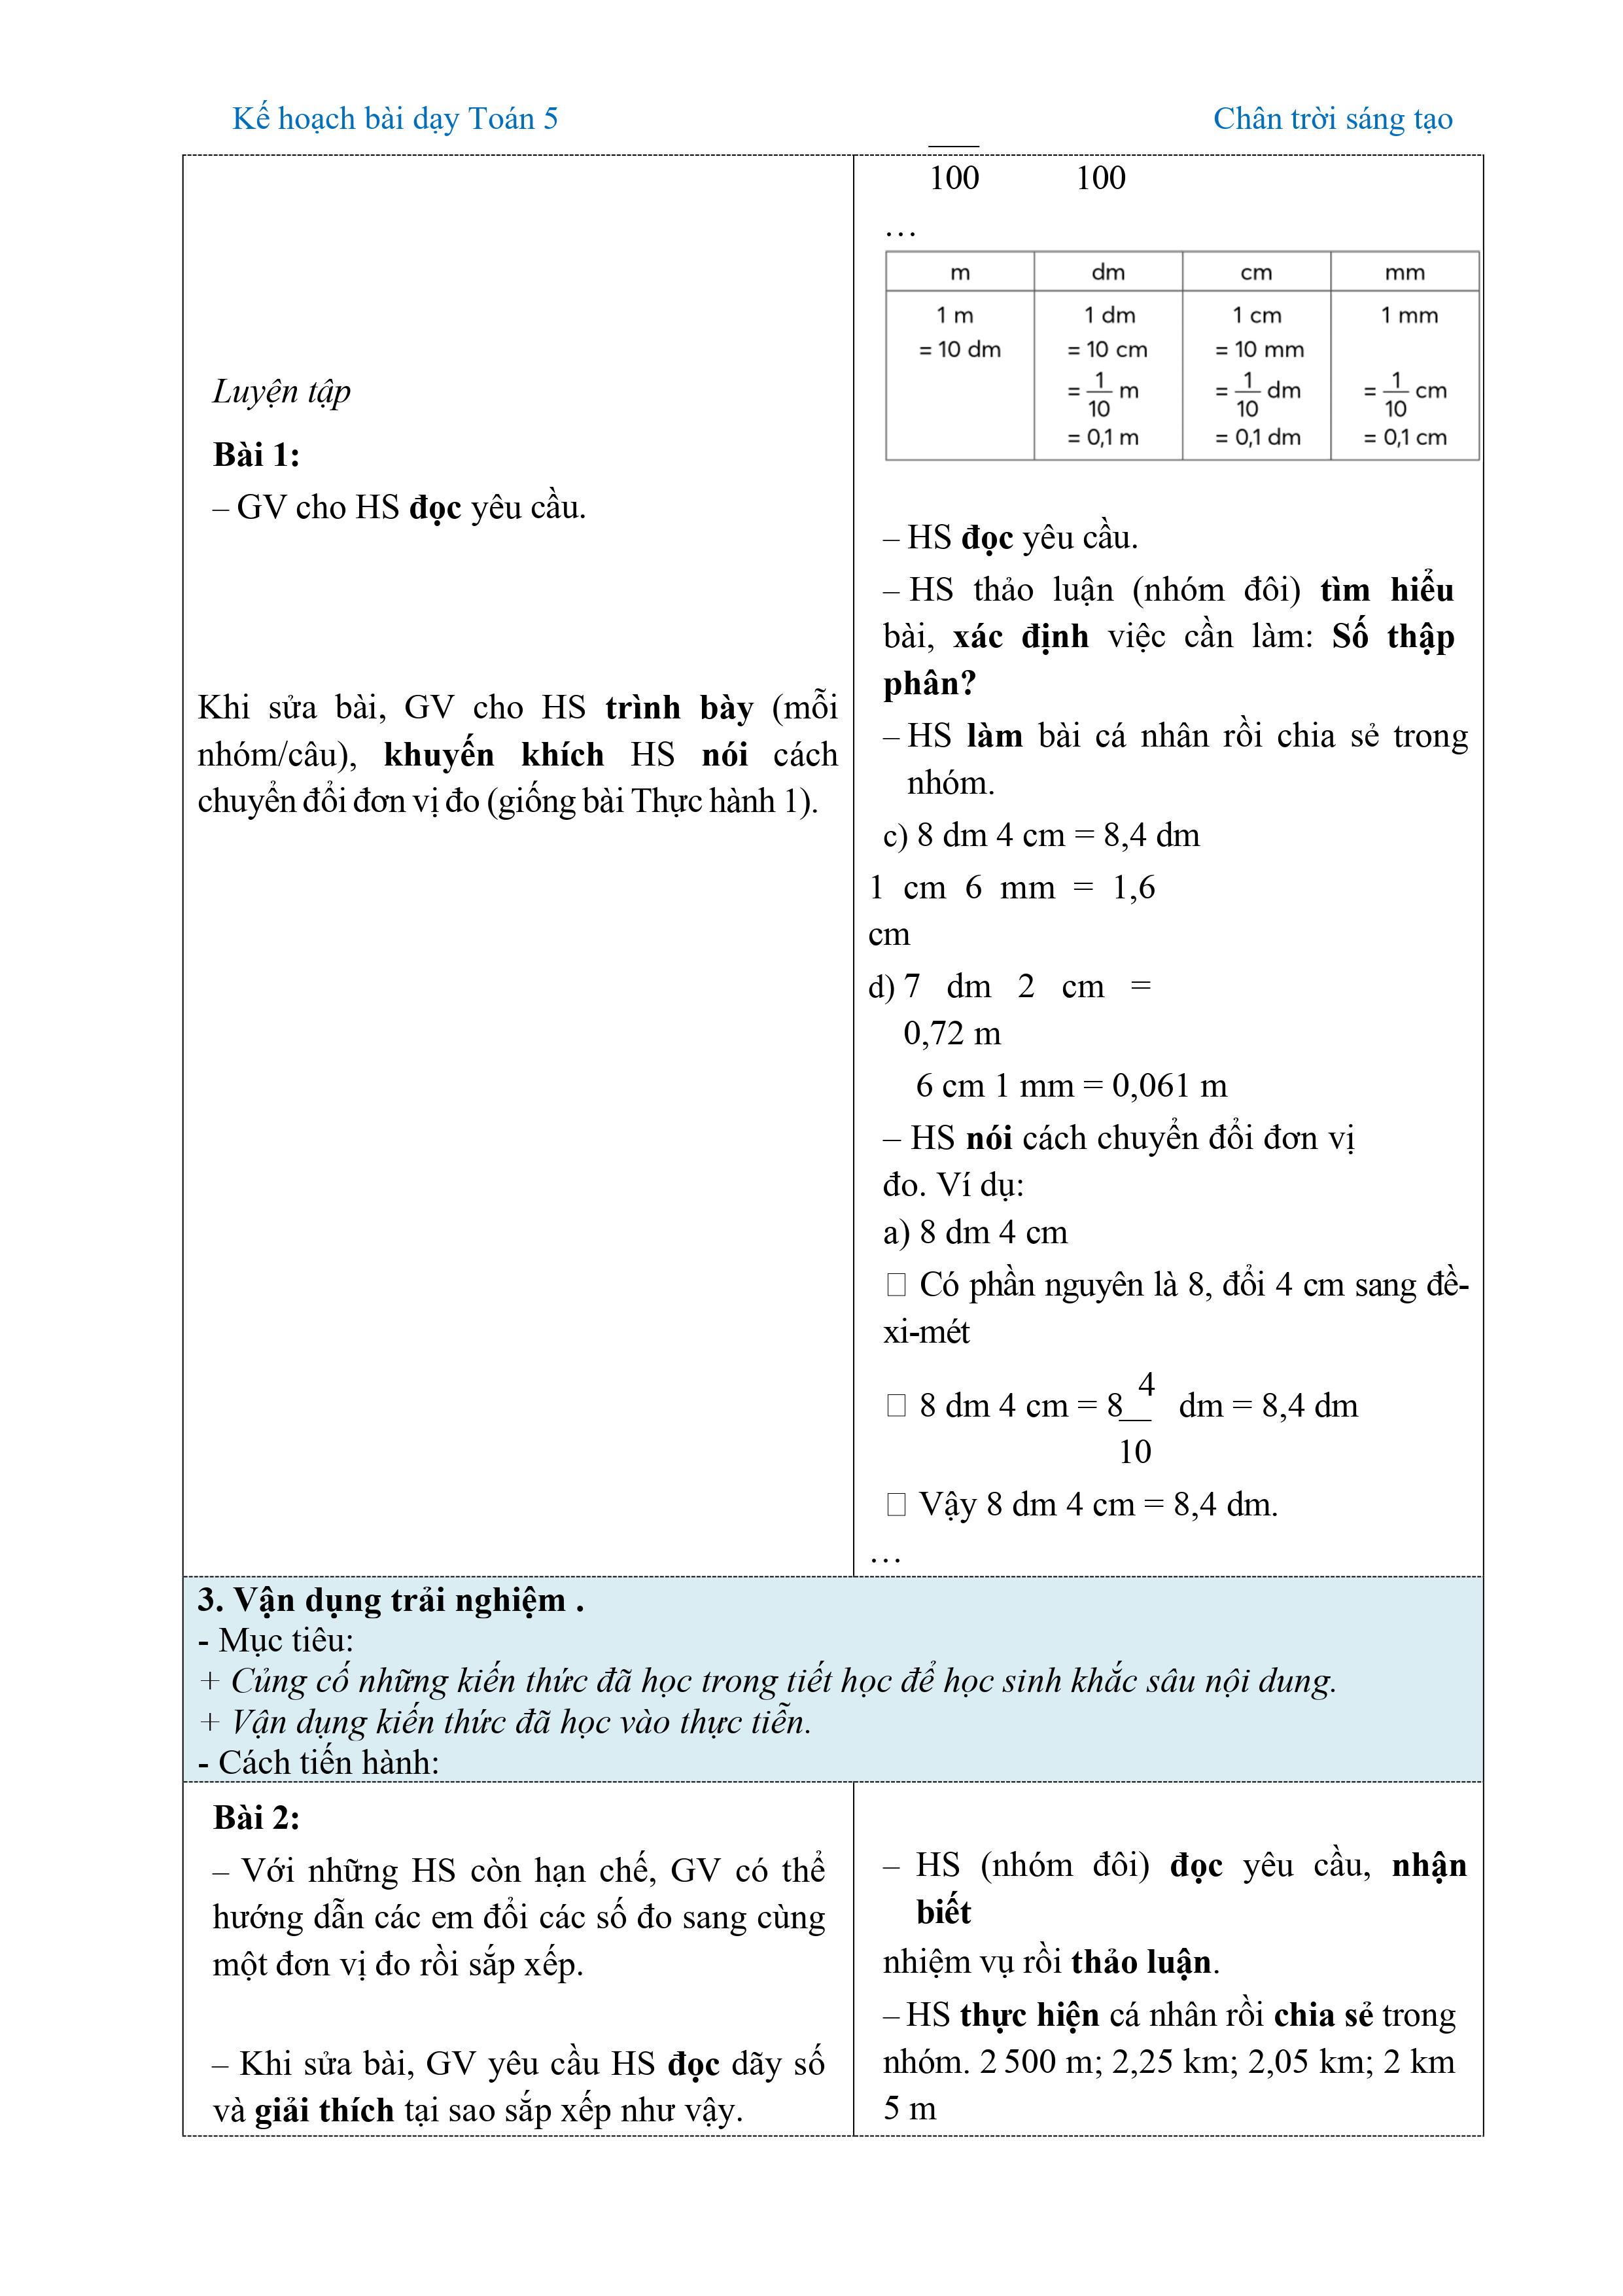 Kế hoạch bài dạy Toán 5 Chân trời sáng tạo
100 100
…
m dm cm mm
1 m 1 dm 1 cm 1 mm
= 10 dm = 10 cm = 10 mm
= 1/10 m = 1/10 dm = 1/10 cm
= 0,1 m = 0,1 dm = 0,1 cm
Luyện tập
Bài 1:
– GV cho HS đọc yêu cầu.
Khi sửa bài, GV cho HS trình bày (mỗi
nhóm/câu), khuyến khích HS nói cách
chuyển đổi đơn vị đo (giống bài Thực hành 1).
– HS đọc yêu cầu.
– HS thảo luận (nhóm đôi) tìm hiểu
bài, xác định việc cần làm: Số thập
phân?
– HS làm bài cá nhân rồi chia sẻ trong
nhóm.
c) 8 dm 4 cm = 8,4 dm
1 cm 6 mm = 1,6
cm
d) 7 dm 2 cm =
0,72 m
6 cm 1 mm = 0,061 m
– HS nói cách chuyển đổi đơn vị
đo. Ví dụ:
a) 8 dm 4 cm
□ Có phần nguyên là 8, đổi 4 cm sang đề-
xi-mét
□ 8 dm 4 cm = 8 4/10 dm = 8,4 dm
□ Vậy 8 dm 4 cm = 8,4 dm.
…
3. Vận dụng trải nghiệm .
- Mục tiêu:
+ Củng cố những kiến thức đã học trong tiết học để học sinh khắc sâu nội dung.
+ Vận dụng kiến thức đã học vào thực tiễn.
- Cách tiến hành:
Bài 2:
– Với những HS còn hạn chế, GV có thể
hướng dẫn các em đổi các số đo sang cùng
một đơn vị đo rồi sắp xếp.
– Khi sửa bài, GV yêu cầu HS đọc dãy số
và giải thích tại sao sắp xếp như vậy.
– HS (nhóm đôi) đọc yêu cầu, nhận
biết
nhiệm vụ rồi thảo luận.
– HS thực hiện cá nhân rồi chia sẻ trong
nhóm. 2 500 m; 2,25 km; 2,05 km; 2 km
5 m